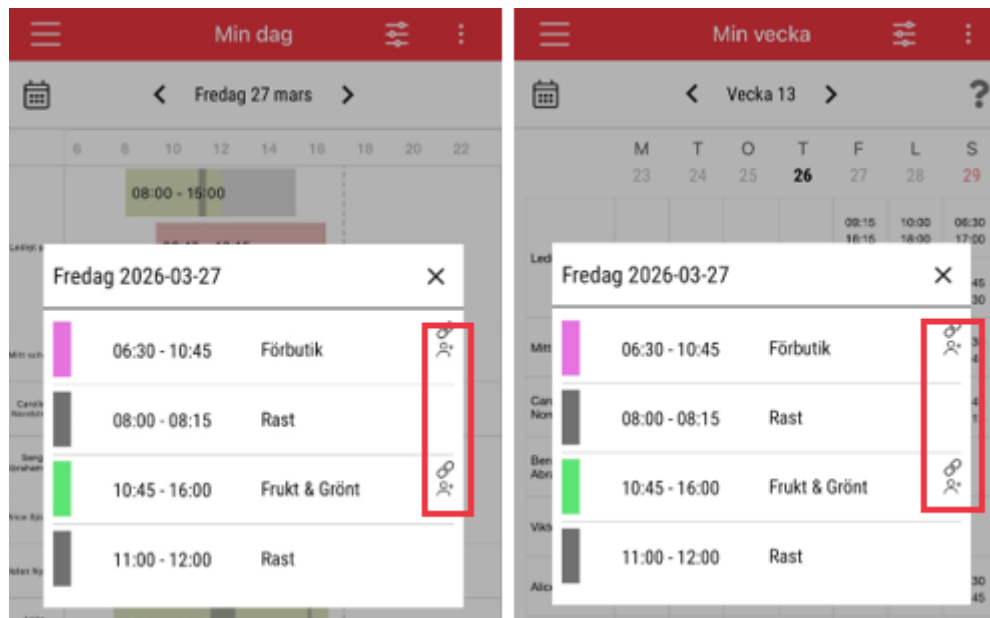 Min dag
Fredag 27 mars
6 8 10 12 14 16 18 20 22
08:00 - 15:00
Fredag 2026-03-27
06:30 - 10:45 Förbutik
08:00 - 08:15 Rast
10:45 - 16:00 Frukt & Grönt
11:00 - 12:00 Rast
Min vecka
Vecka 13
?
M T O T F L S
23 24 25 26 27 28 29
09:15 10:00 06:30
16:15 18:00 17:00
Fredag 2026-03-27
06:30 - 10:45 Förbutik
08:00 - 08:15 Rast
10:45 - 16:00 Frukt & Grönt
11:00 - 12:00 Rast